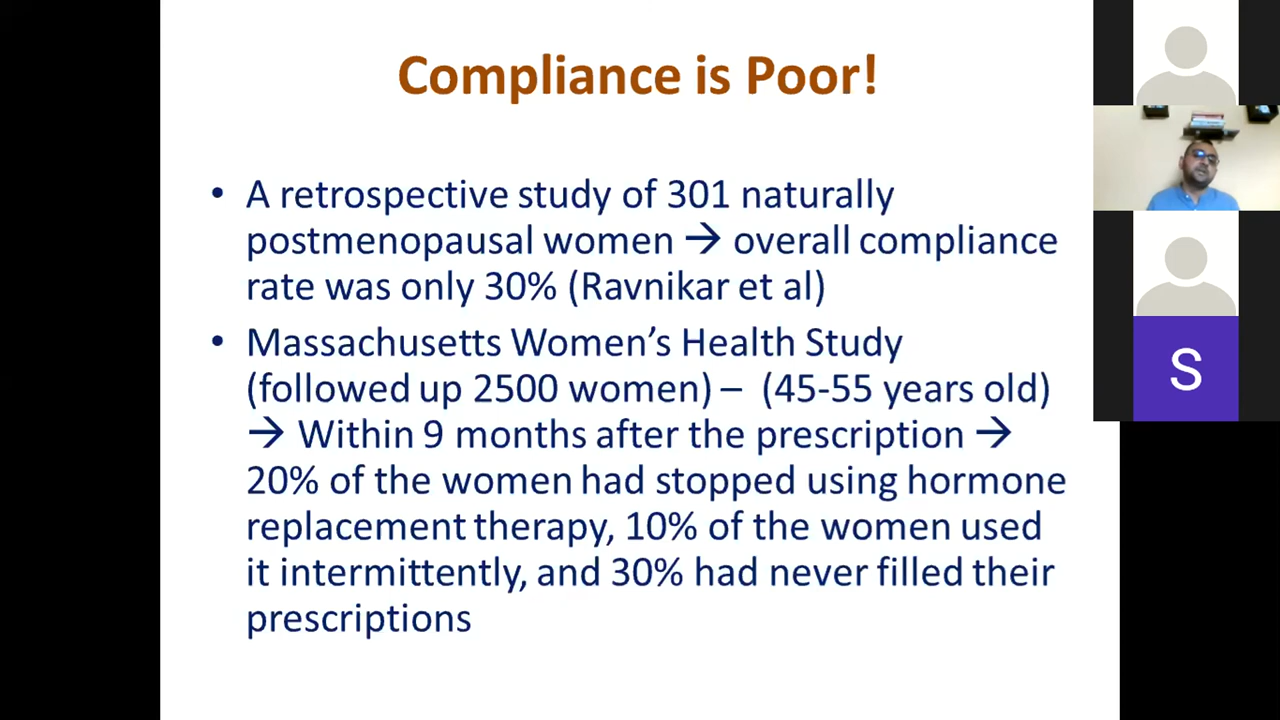 Compliance is Poor!
• A retrospective study of 301 naturally
postmenopausal women → overall compliance
rate was only 30% (Ravnikar et al)
• Massachusetts Women's Health Study
(followed up 2500 women) – (45-55 years old)
→ Within 9 months after the prescription →
20% of the women had stopped using hormone
replacement therapy, 10% of the women used
it intermittently, and 30% had never filled their
prescriptions
S